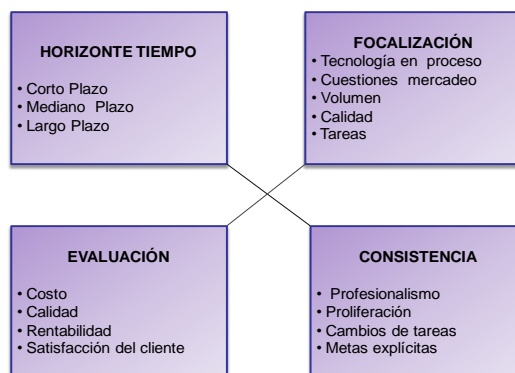 HORIZONTE TIEMPO
• Corto Plazo
• Mediano Plazo
• Largo Plazo
FOCALIZACIÓN
• Tecnología en proceso
• Cuestiones mercadeo
• Volumen
• Calidad
• Tareas
EVALUACIÓN
• Costo
• Calidad
• Rentabilidad
• Satisfacción del cliente
CONSISTENCIA
• Profesionalismo
• Proliferación
• Cambios de tareas
• Metas explícitas